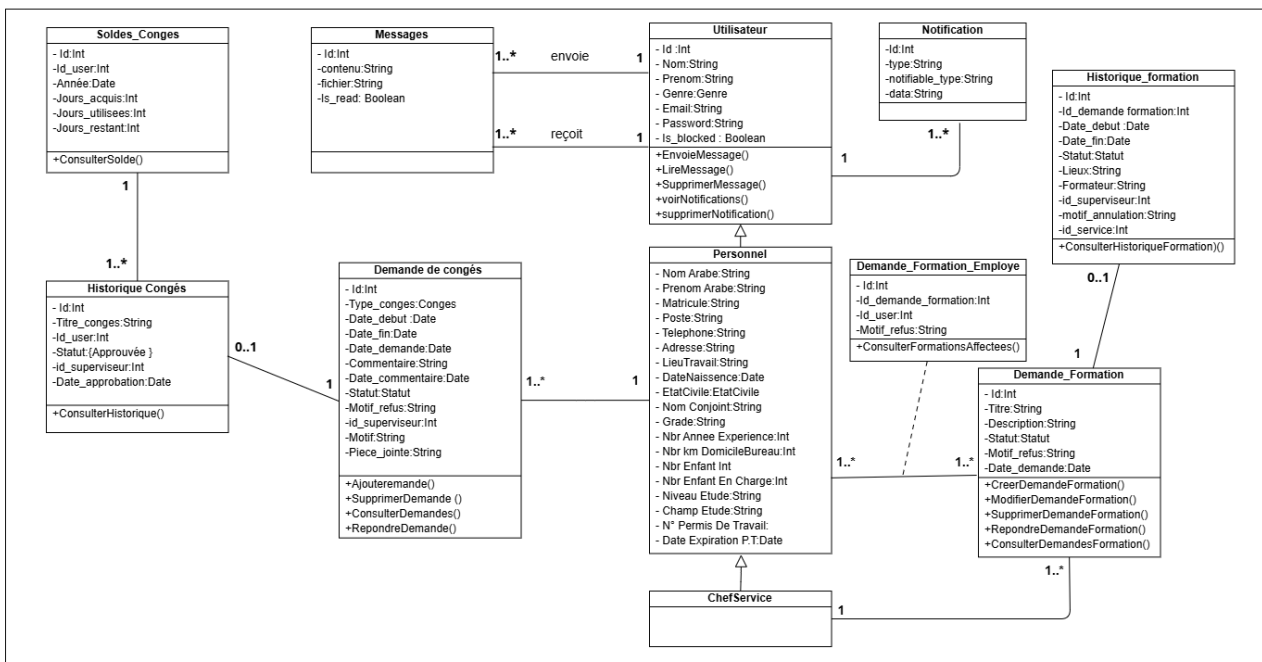 Soldes_Conges
- Id:Int
-Id_user:Int
-Année:Date
-Jours_acquis:Int
-Jours_utilisees:Int
-Jours_restant:Int
+ConsulterSolde()
1
1..*
Messages
- Id:Int
-contenu:String
-fichier:String
-Is_read: Boolean
1..*
envoie
1
1..*
reçoit
1
Utilisateur
- Id :Int
- Nom:String
- Prenom:String
- Genre:Genre
- Email:String
- Password:String
- Is_blocked : Boolean
+EnvoieMessage()
+LireMessage()
+SupprimerMessage()
+voirNotifications()
+supprimerNotification()
1
1..*
Notification
-Id:Int
-type:String
-notifiable_type:String
-data:String
Historique_formation
- Id:Int
-Id_demande formation:Int
-Date_debut :Date
-Date_fin:Date
-Statut:Statut
-Lieux:String
-Formateur:String
-id_superviseur:Int
-motif_annulation:String
-id_service:Int
+ConsulterHistoriqueFormation)()
0..1
1
Historique Congés
- Id:Int
-Titre_conges:String
-Id_user:Int
-Statut:{Approuvée }
-id_superviseur:Int
-Date_approbation:Date
+ConsulterHistorique()
0..1
1
Demande de congés
- Id:Int
-Type_conges:Conges
-Date_debut :Date
-Date_fin:Date
-Date_demande:Date
-Commentaire:String
-Date_commentaire:Date
-Statut:Statut
-Motif_refus:String
-id_superviseur:Int
-Motif:String
-Piece_jointe:String
+Ajouteremande()
+SupprimerDemande ()
+ConsulterDemandes()
+RepondreDemande()
1..*
1
Personnel
- Nom Arabe:String
- Prenom Arabe:String
- Matricule:String
- Poste:String
- Telephone:String
- Adresse:String
- LieuTravail:String
- DateNaissence:Date
- EtatCivile:EtatCivile
- Nom Conjoint:String
- Grade:String
- Nbr Annee Experience:Int
- Nbr km DomicileBureau:Int
- Nbr Enfant Int
- Nbr Enfant En Charge:Int
- Niveau Etude:String
- Champ Etude:String
- N° Permis De Travail:
- Date Expiration P.T:Date
1..*
1..*
Demande_Formation_Employe
- Id:Int
-Id_demande_formation:Int
-Id_user:Int
-Motif_refus:String
+ConsulterFormationsAffectees()
Demande_Formation
- Id:Int
-Titre:String
-Description:String
-Statut:Statut
-Motif_refus:String
-Date_demande:Date
+CreerDemandeFormation()
+ModifierDemandeFormation()
+SupprimerDemandeFormation()
+RepondreDemandeFormation()
+ConsulterDemandesFormation()
1..*
ChefService
1